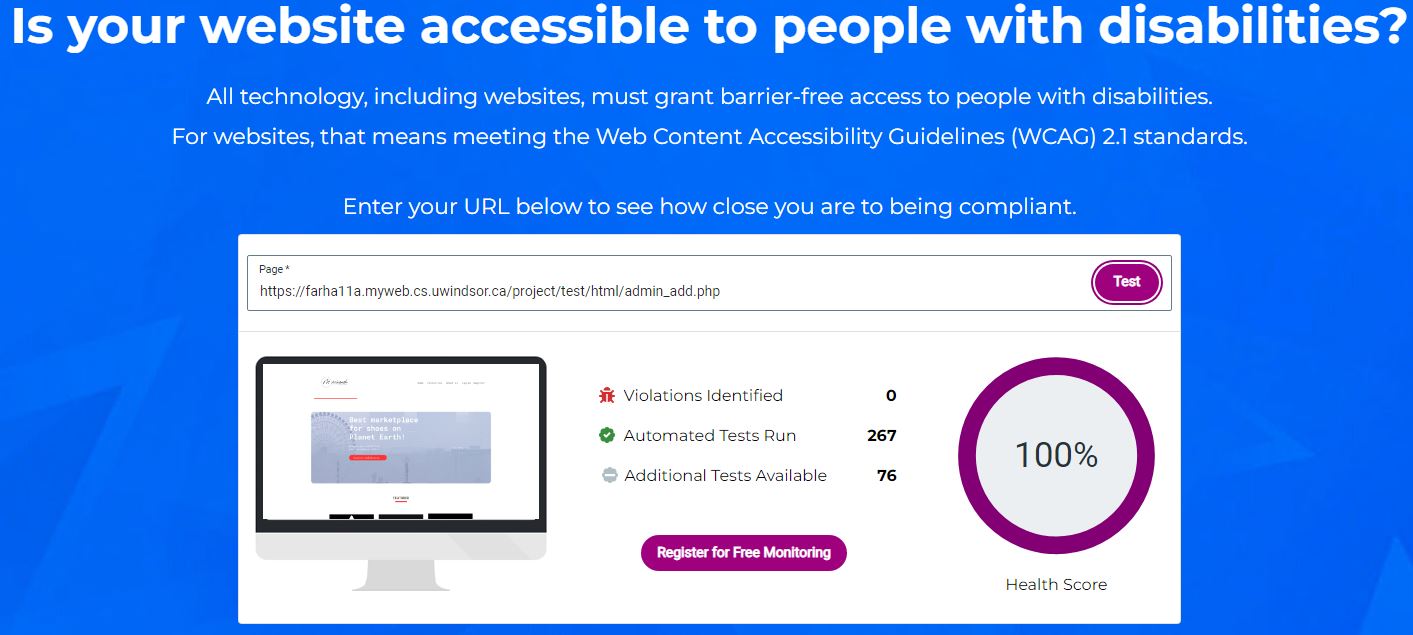 Is your website accessible to people with disabilities?
All technology, including websites, must grant barrier-free access to people with disabilities.
For websites, that means meeting the Web Content Accessibility Guidelines (WCAG) 2.1 standards.
Enter your URL below to see how close you are to being compliant.
Page *
https://farha11a.myweb.cs.uwindsor.ca/project/test/html/admin_add.php
Test
Best marketplace
for shoes on
Planet Earth!
FEATURED
Violations Identified 0
Automated Tests Run 267
Additional Tests Available 76
Register for Free Monitoring
100%
Health Score